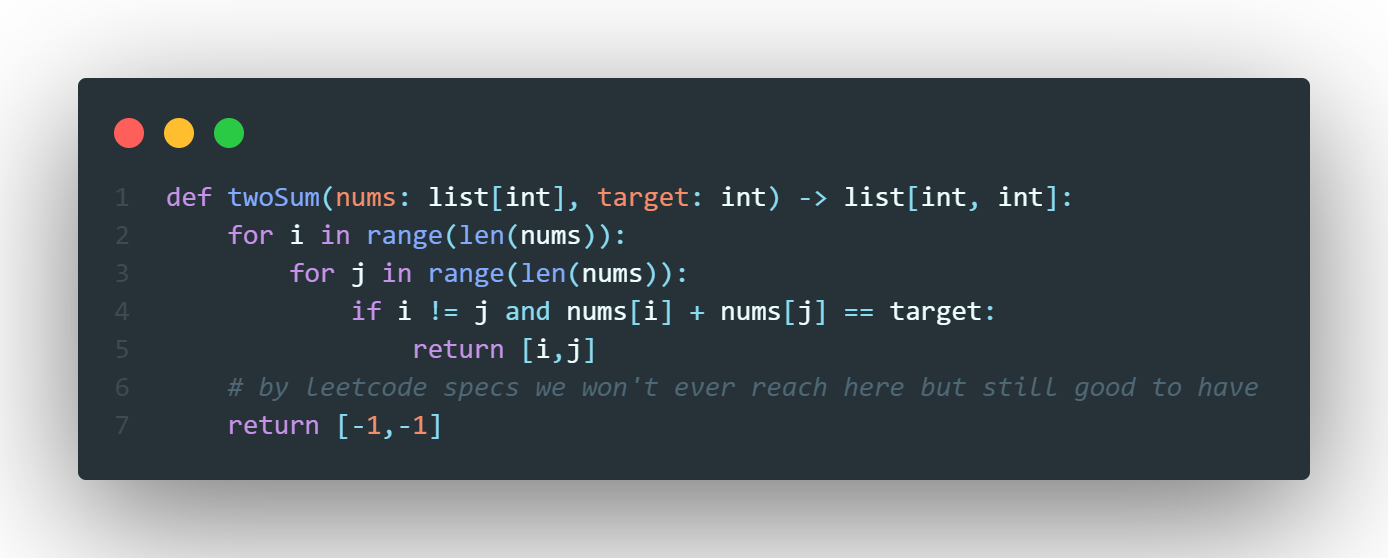 1 def twoSum(nums: list[int], target: int) -> list[int, int]:
2     for i in range(len(nums)):
3         for j in range(len(nums)):
4             if i != j and nums[i] + nums[j] == target:
5                 return [i,j]
6     # by leetcode specs we won't ever reach here but still good to have
7     return [-1,-1]